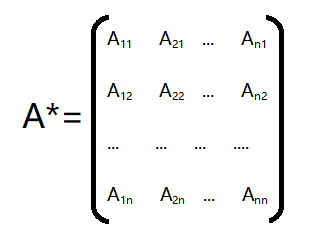 A₁₁ A₂₁ ... Aₙ₁
A₁₂ A₂₂ ... Aₙ₂
A*=
... ... ... ....
A₁ₙ A₂ₙ ... Aₙₙ